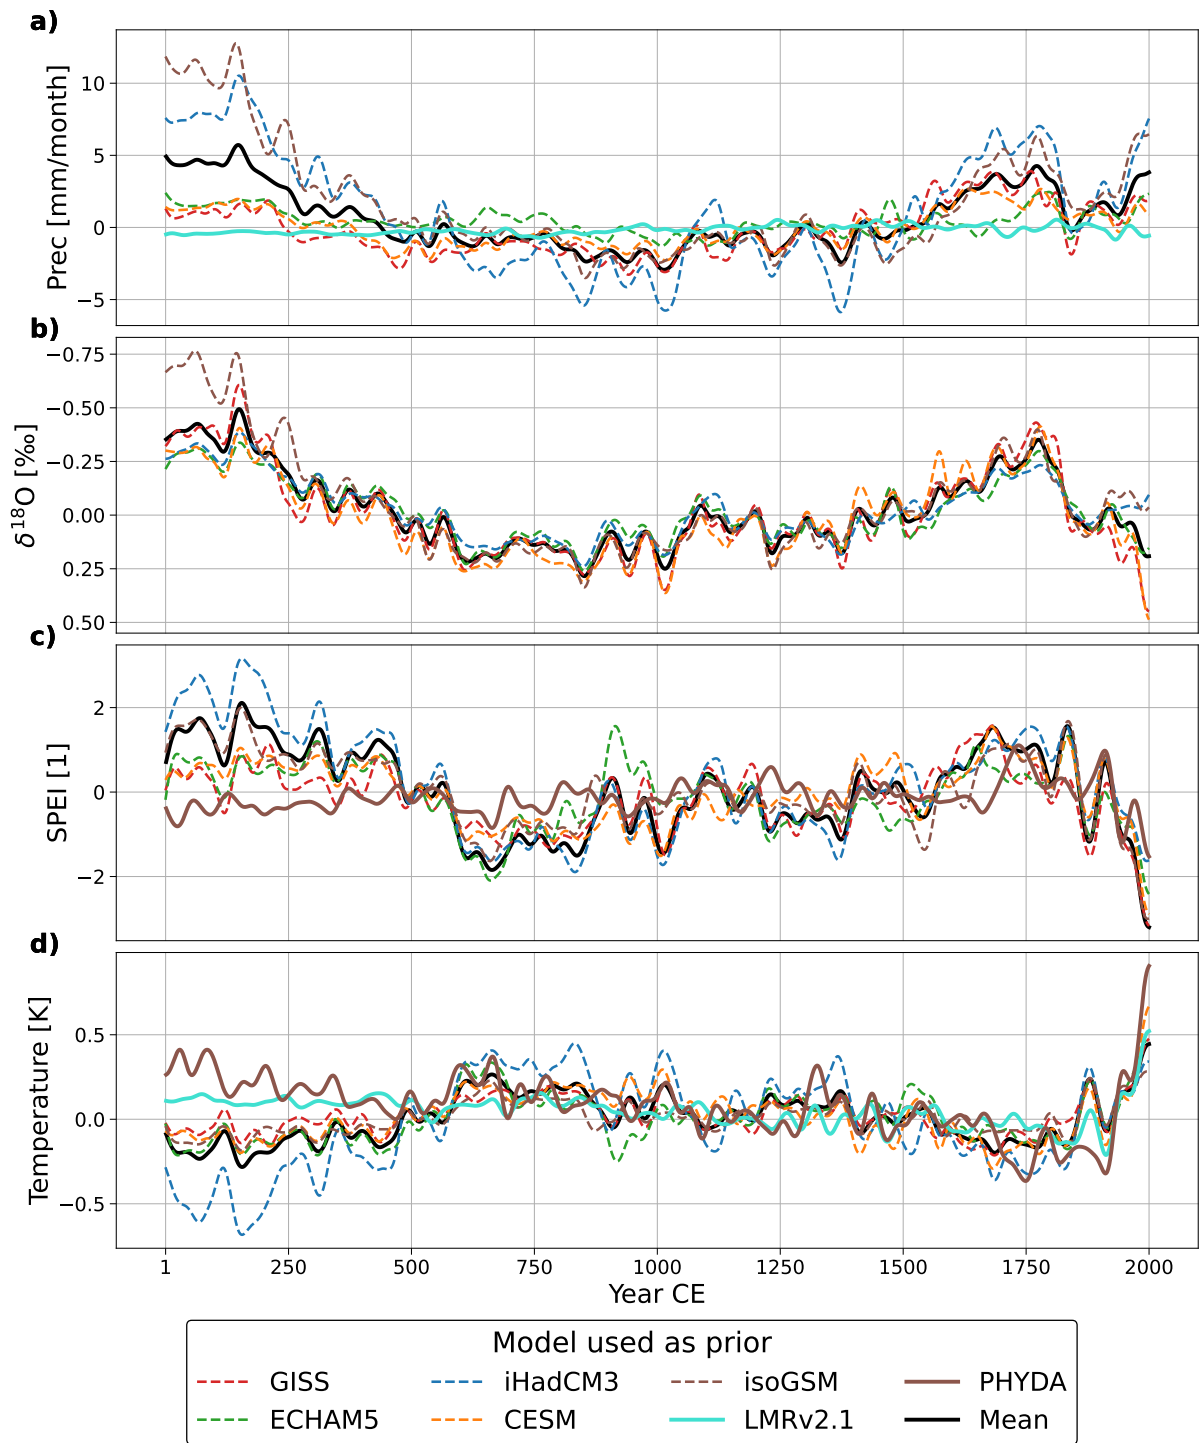 a)
Prec [mm/month]
10
5
0
−5
b)
δ¹⁸O [‰]
−0.75
−0.50
−0.25
0.00
0.25
0.50
c)
SPEI [1]
2
0
−2
d)
Temperature [K]
0.5
0.0
−0.5
1 250 500 750 1000 1250 1500 1750 2000
Year CE
Model used as prior
GISS iHadCM3 isoGSM PHYDA
ECHAM5 CESM LMRv2.1 Mean